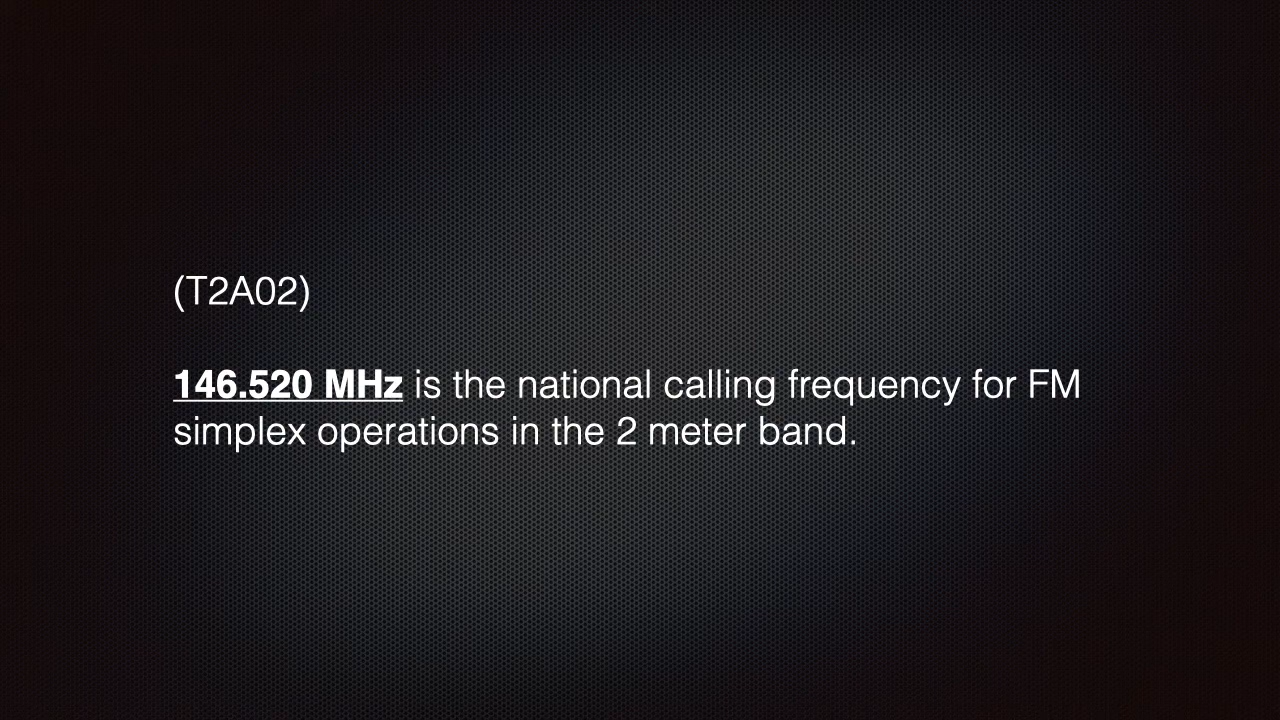 (T2A02)
146.520 MHz is the national calling frequency for FM
simplex operations in the 2 meter band.